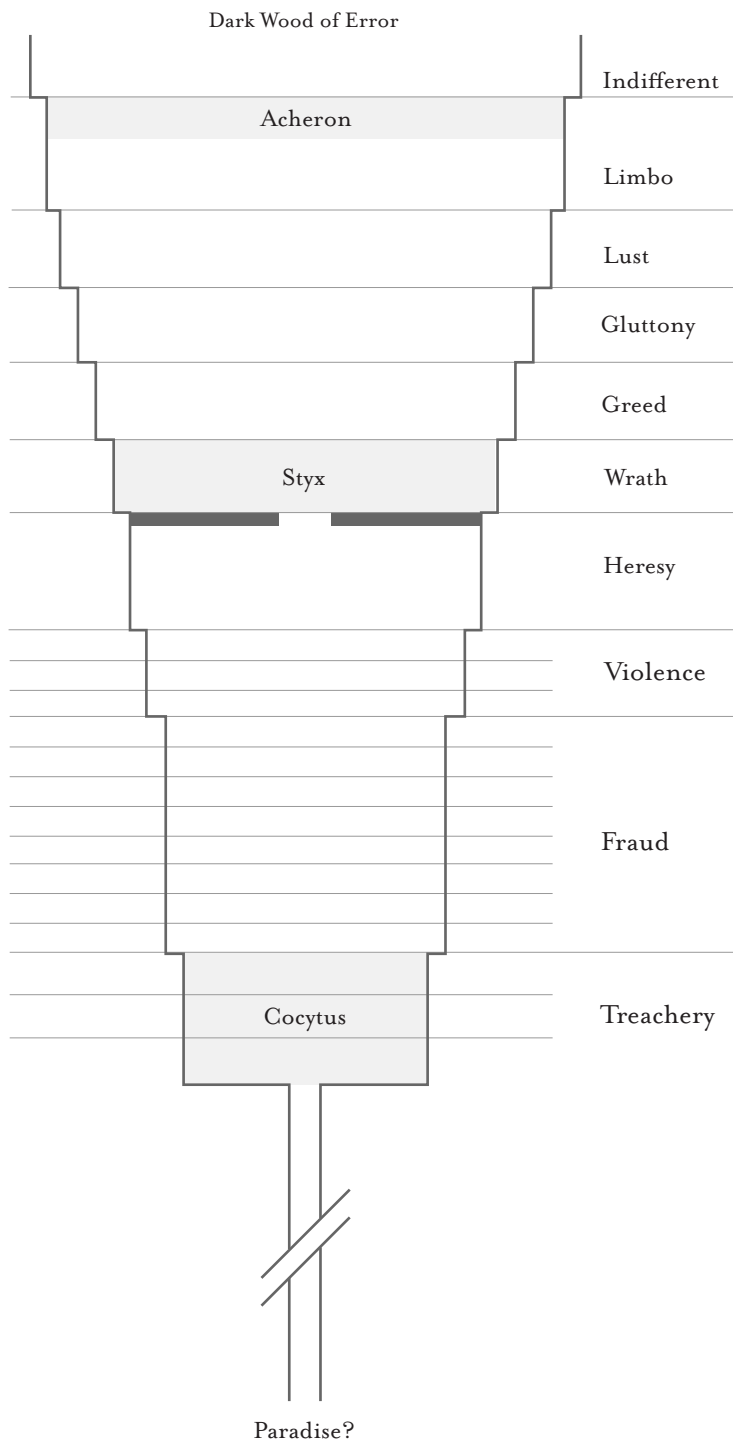 Dark Wood of Error
Indifferent
Acheron
Limbo
Lust
Gluttony
Greed
Styx
Wrath
Heresy
Violence
Fraud
Cocytus
Treachery
Paradise?